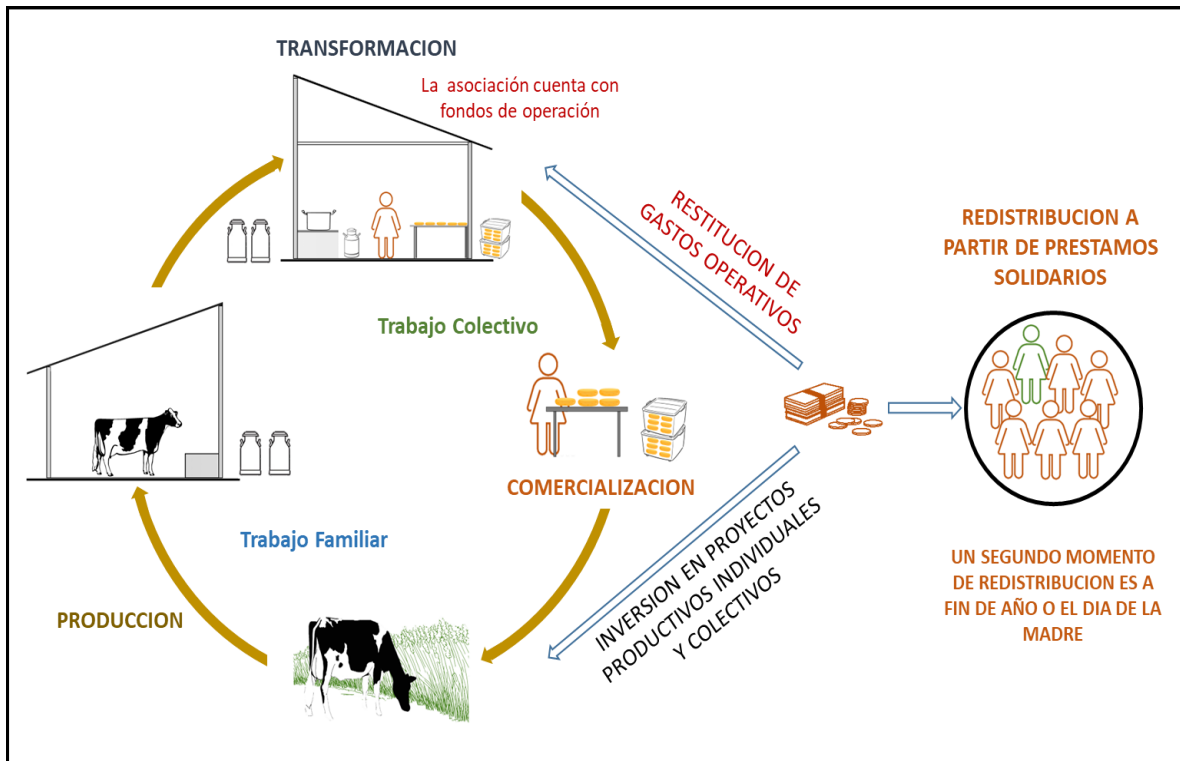 TRANSFORMACION
La asociación cuenta con
fondos de operación
RESTITUCION DE
GASTOS OPERATIVOS
REDISTRIBUCION A
PARTIR DE PRESTAMOS
SOLIDARIOS
Trabajo Colectivo
COMERCIALIZACION
Trabajo Familiar
PRODUCCION
INVERSION EN PROYECTOS
PRODUCTIVOS INDIVIDUALES
Y COLECTIVOS
UN SEGUNDO MOMENTO
DE REDISTRIBUCION ES A
FIN DE AÑO O EL DIA DE LA
MADRE